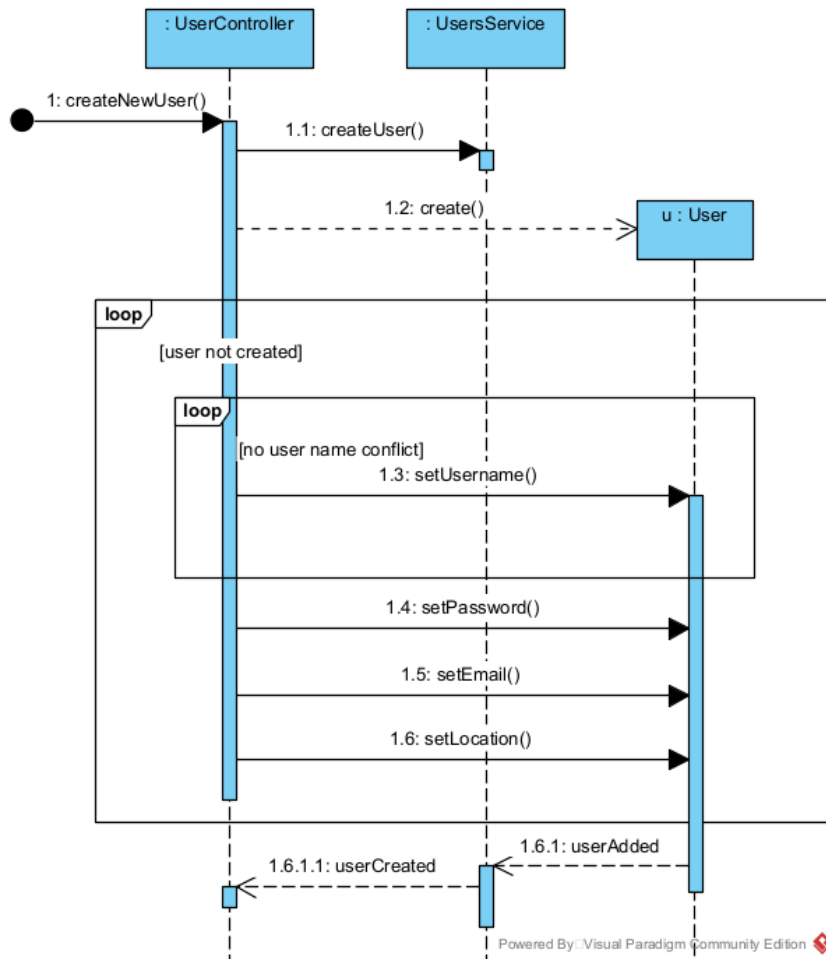 : UserController
: UsersService
1: createNewUser()
1.1: createUser()
1.2: create()
u : User
loop
[user not created]
loop
[no user name conflict]
1.3: setUsername()
1.4: setPassword()
1.5: setEmail()
1.6: setLocation()
1.6.1: userAdded
1.6.1.1: userCreated
Powered By Visual Paradigm Community Edition